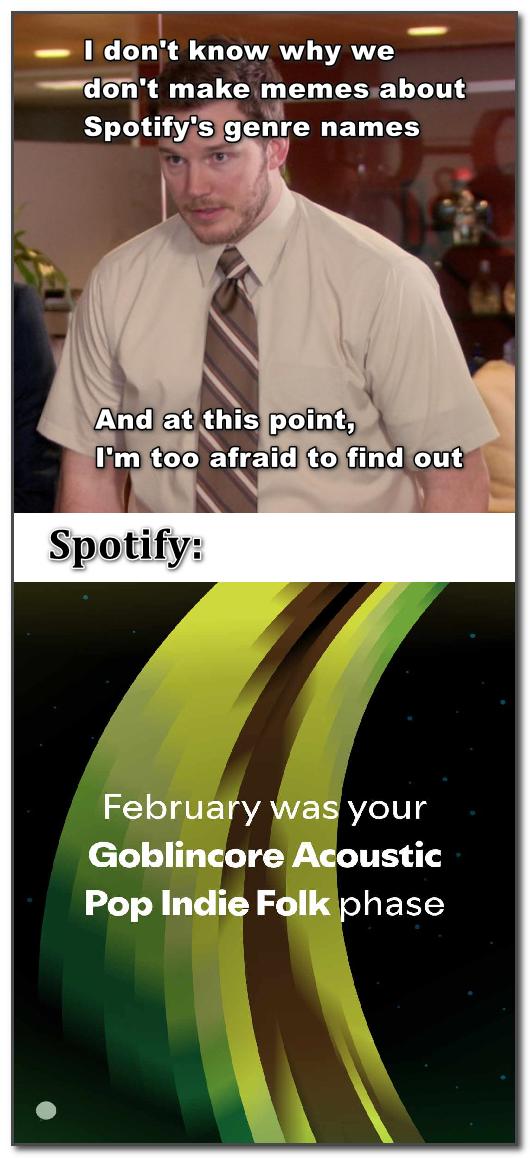 I don't know why we
don't make memes about
Spotify's genre names
And at this point,
I'm too afraid to find out
Spotify:
February was your
Goblincore Acoustic
Pop Indie Folk phase